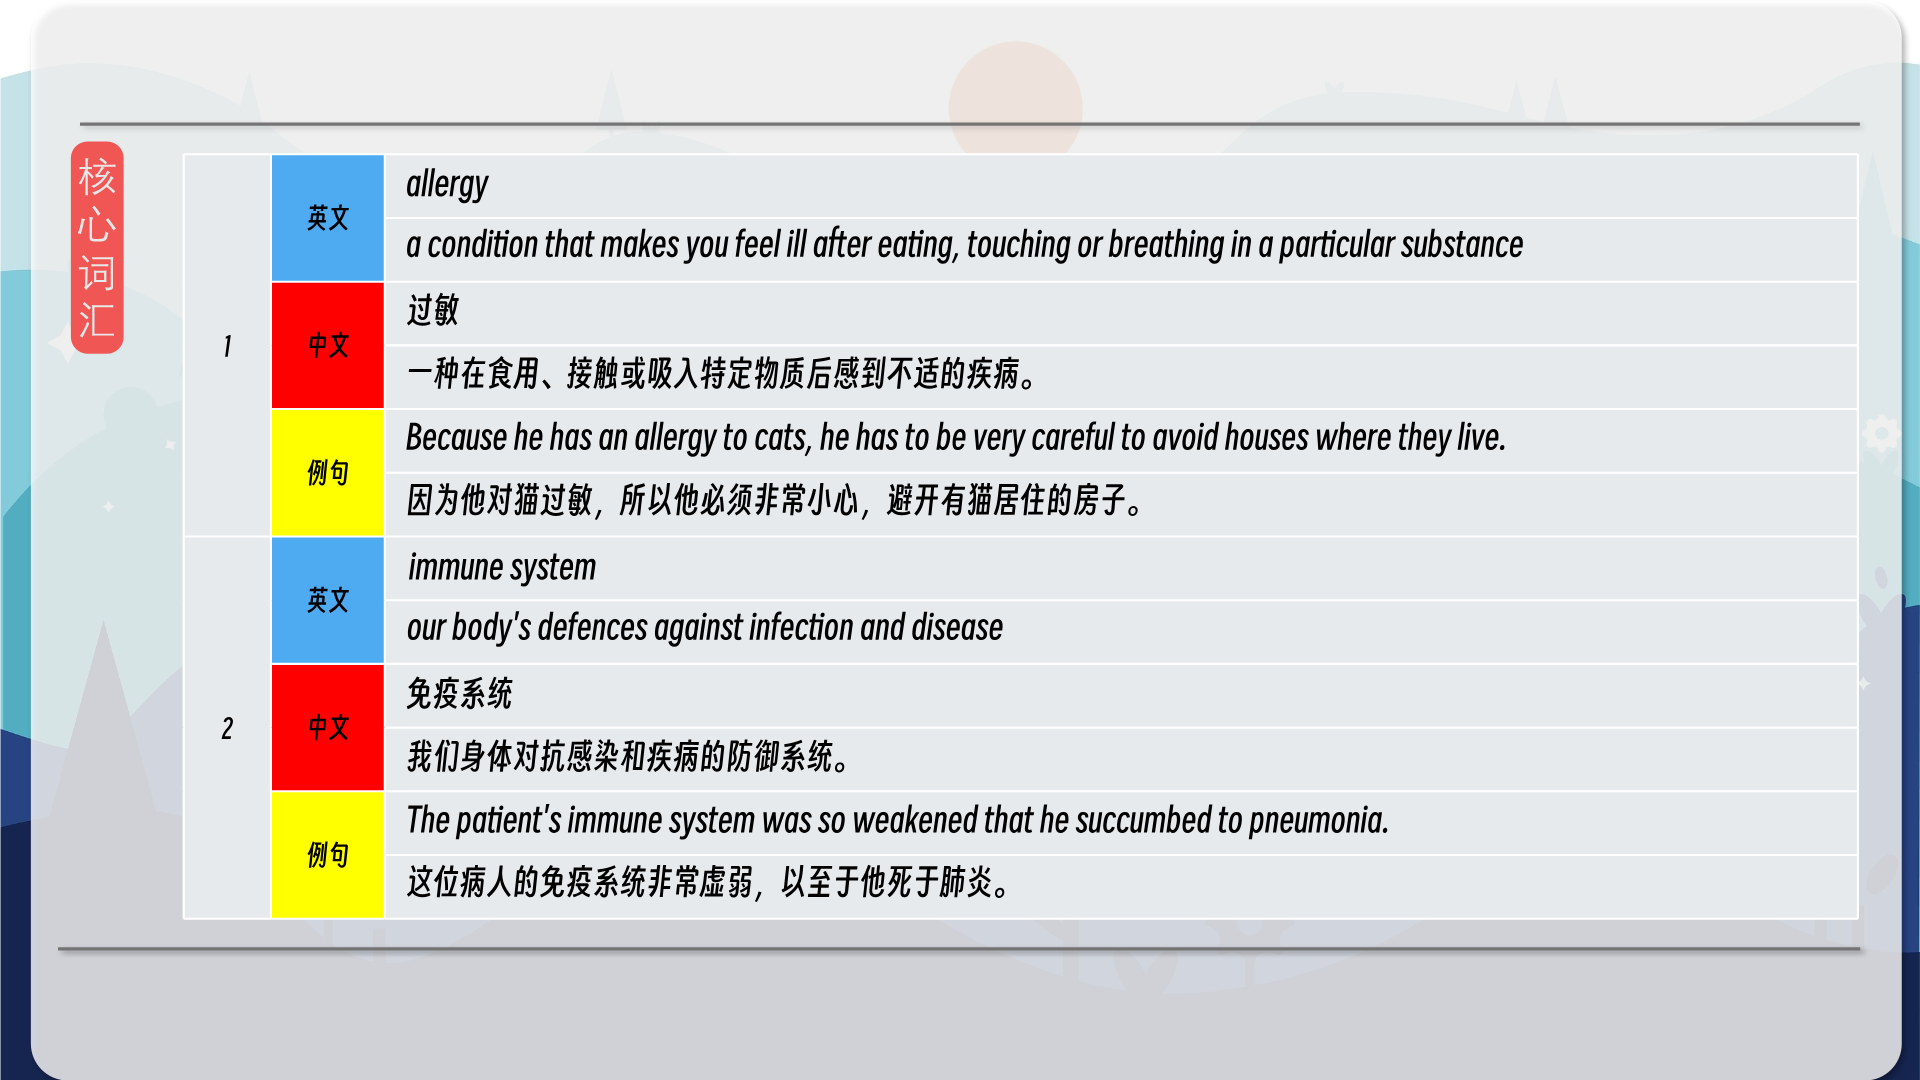 核
心
词
汇
1
英文
allergy
a condition that makes you feel ill after eating, touching or breathing in a particular substance
中文
过敏
一种在食用、接触或吸入特定物质后感到不适的疾病。
例句
Because he has an allergy to cats, he has to be very careful to avoid houses where they live.
因为他对猫过敏，所以他必须非常小心，避开有猫居住的房子。
2
英文
immune system
our body's defences against infection and disease
中文
免疫系统
我们身体对抗感染和疾病的防御系统。
例句
The patient's immune system was so weakened that he succumbed to pneumonia.
这位病人的免疫系统非常虚弱，以至于他死于肺炎。